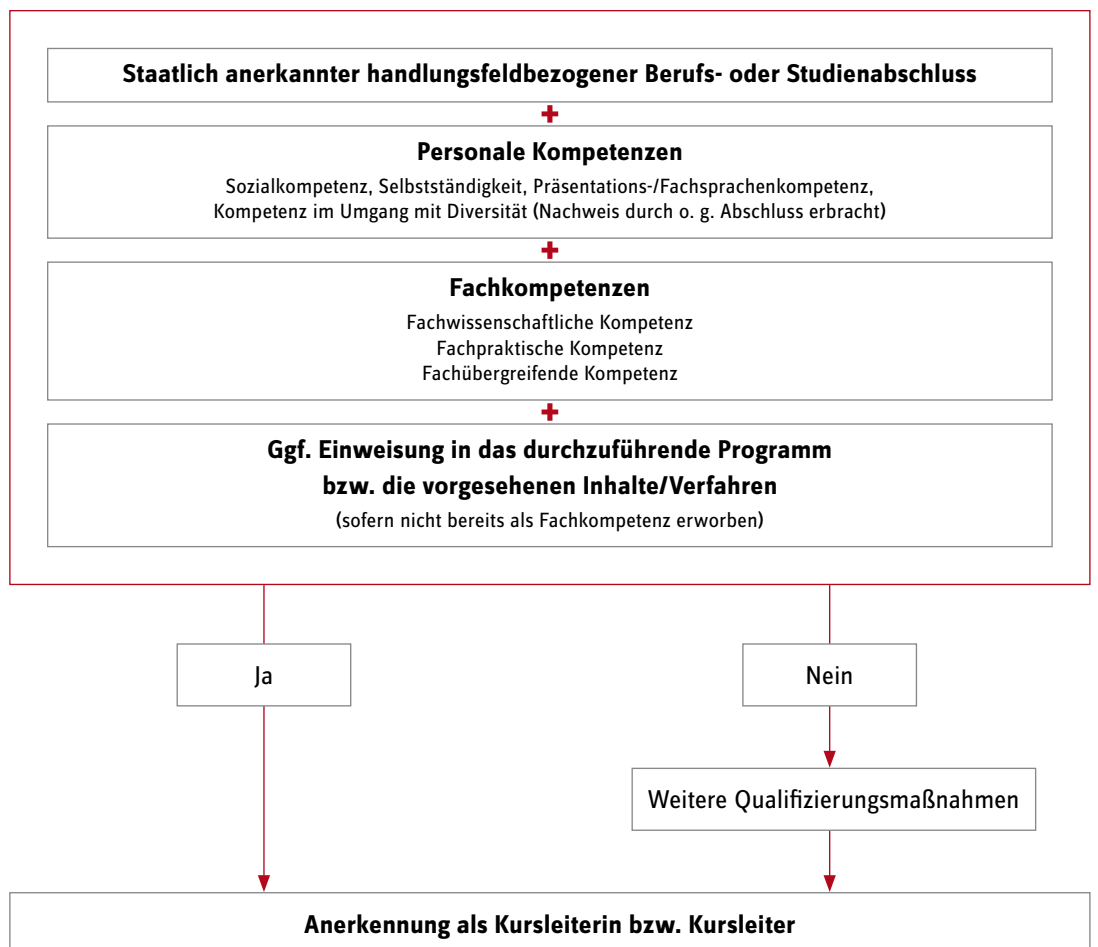 Staatlich anerkannter handlungsfeldbezogener Berufs- oder Studienabschluss
+
Personale Kompetenzen
Sozialkompetenz, Selbstständigkeit, Präsentations-/Fachsprachenkompetenz,
Kompetenz im Umgang mit Diversität (Nachweis durch o. g. Abschluss erbracht)
+
Fachkompetenzen
Fachwissenschaftliche Kompetenz
Fachpraktische Kompetenz
Fachübergreifende Kompetenz
+
Ggf. Einweisung in das durchzuführende Programm
bzw. die vorgesehenen Inhalte/Verfahren
(sofern nicht bereits als Fachkompetenz erworben)
Ja
Nein
Weitere Qualifizierungsmaßnahmen
Anerkennung als Kursleiterin bzw. Kursleiter